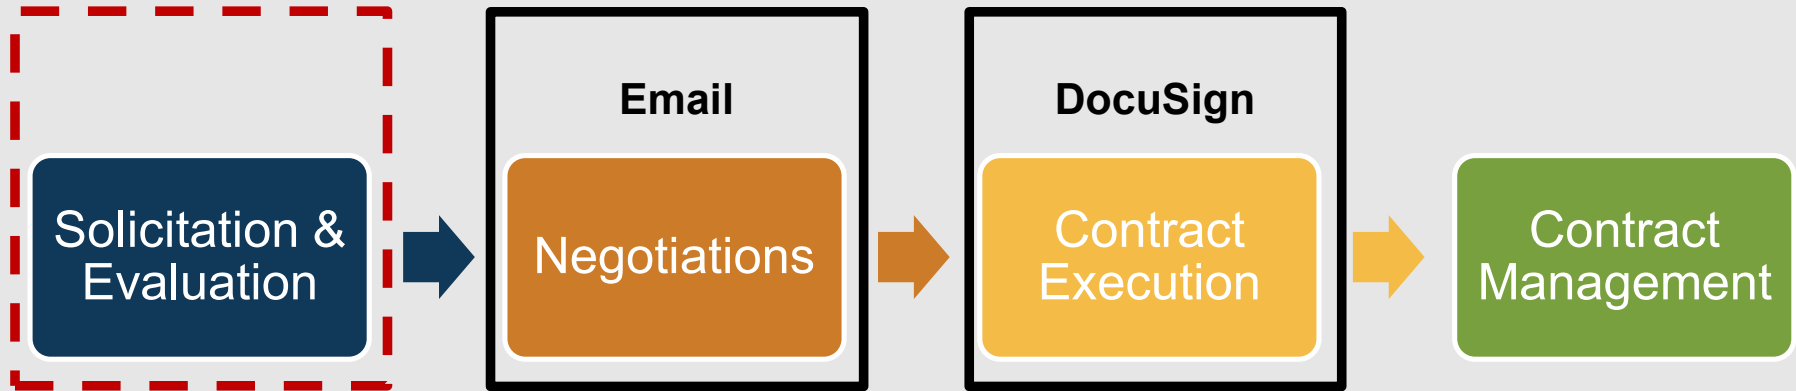 Email
DocuSign
Solicitation &
Evaluation
Negotiations
Contract
Execution
Contract
Management